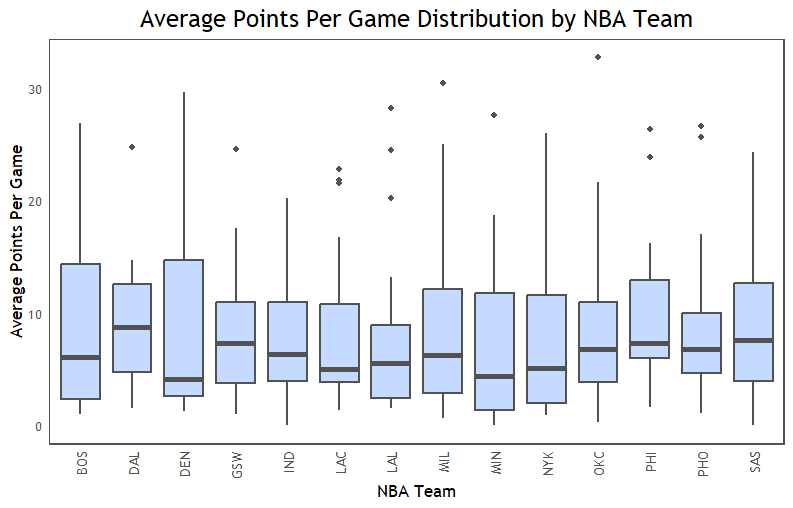 Average Points Per Game Distribution by NBA Team
Average Points Per Game
30
20
10
0
BOS
DAL
DEN
GSW
IND
LAC
LAL
MIL
MIN
NYK
OKC
PHI
PHO
SAS
NBA Team